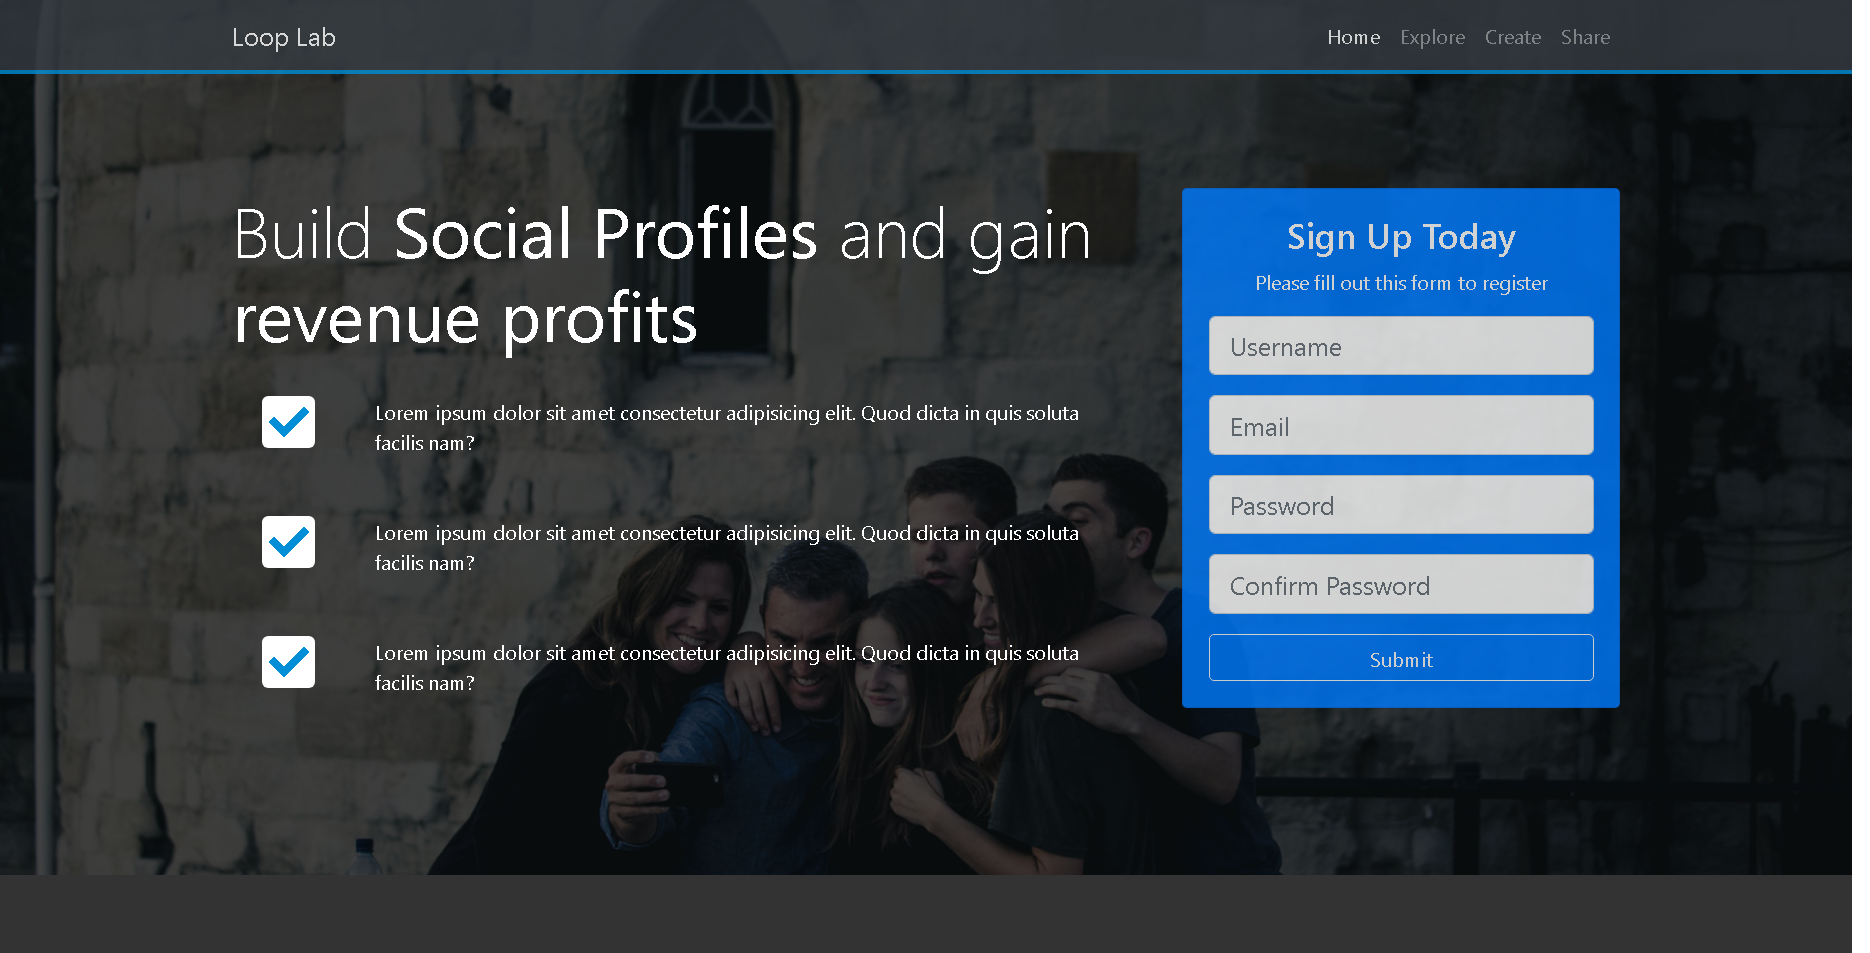 Loop Lab
Home Explore Create Share
Build Social Profiles and gain
revenue profits
Lorem ipsum dolor sit amet consectetur adipisicing elit. Quod dicta in quis soluta
facilis nam?
Lorem ipsum dolor sit amet consectetur adipisicing elit. Quod dicta in quis soluta
facilis nam?
Lorem ipsum dolor sit amet consectetur adipisicing elit. Quod dicta in quis soluta
facilis nam?
Sign Up Today
Please fill out this form to register
Username
Email
Password
Confirm Password
Submit